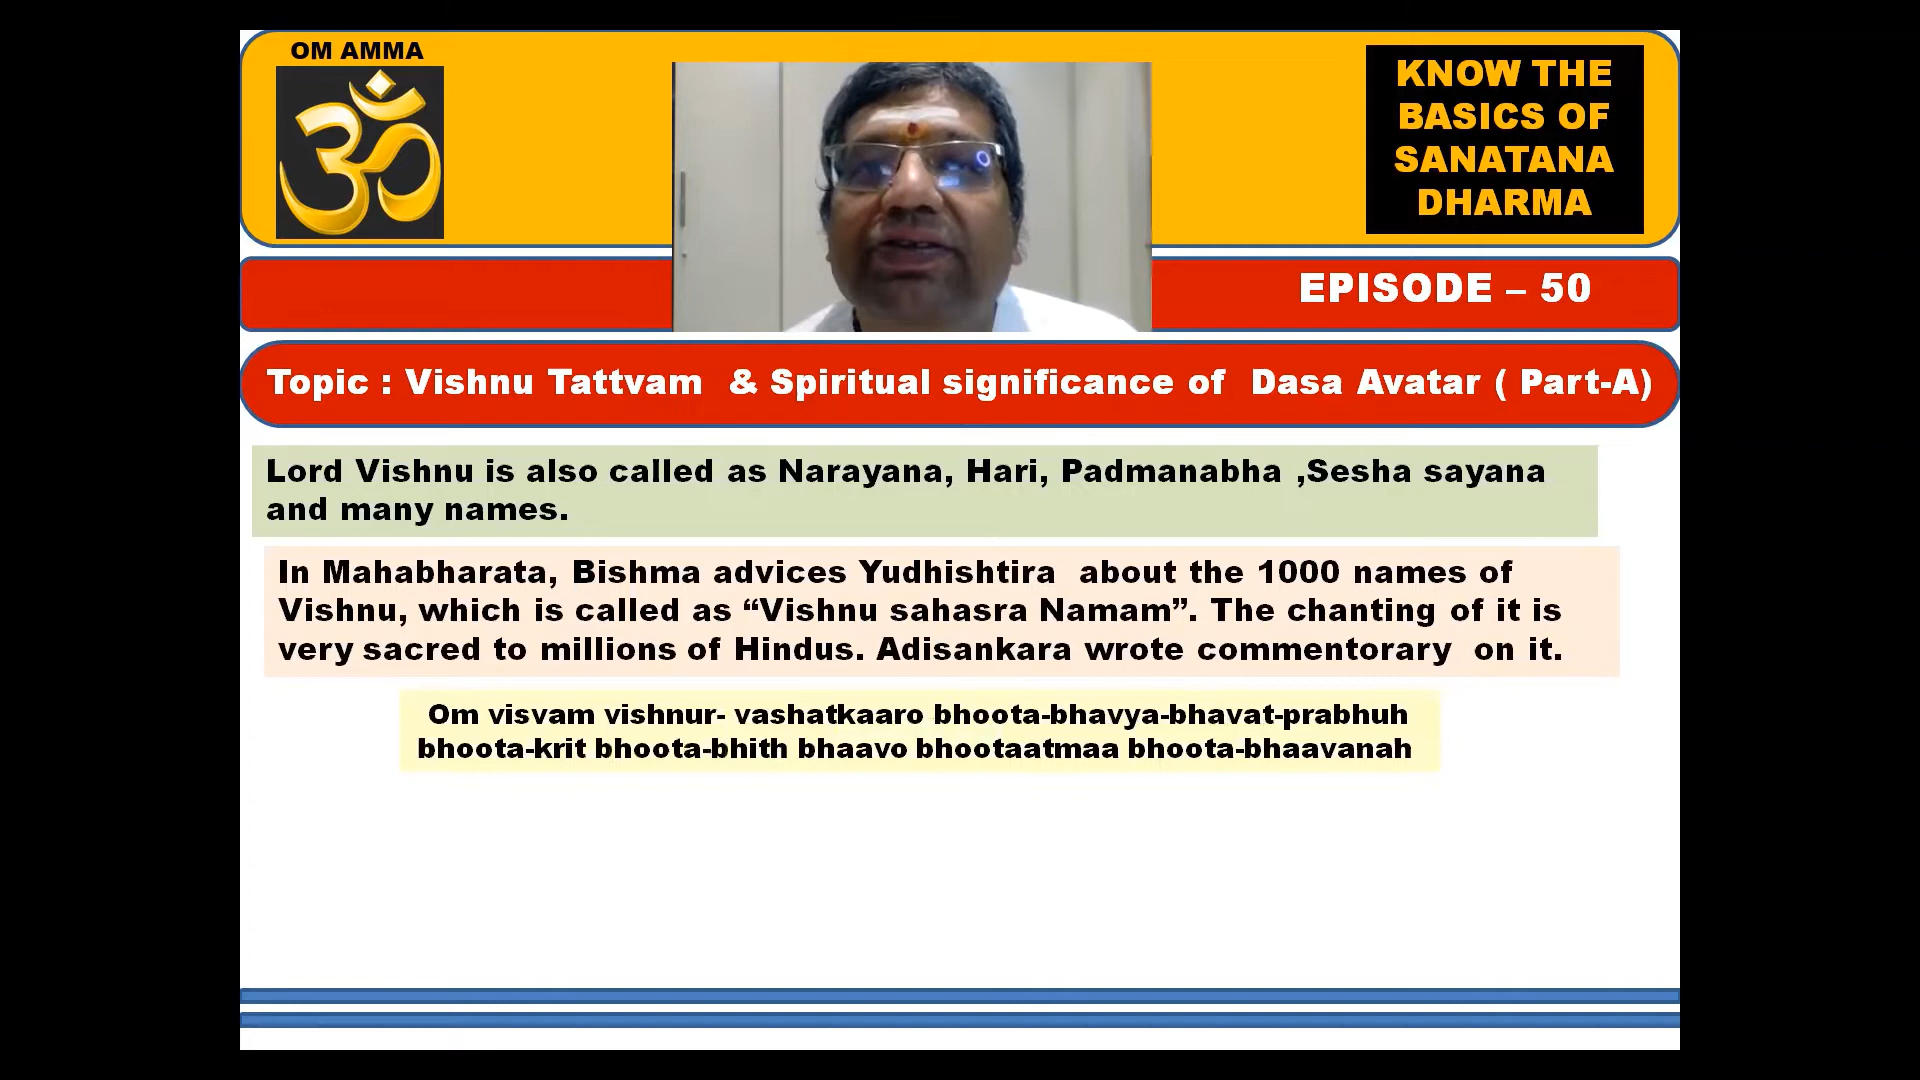 OM AMMA
ॐ
KNOW THE
BASICS OF
SANATANA
DHARMA
EPISODE – 50
Topic : Vishnu Tattvam & Spiritual significance of Dasa Avatar ( Part-A)
Lord Vishnu is also called as Narayana, Hari, Padmanabha ,Sesha sayana
and many names.
In Mahabharata, Bishma advices Yudhishtira about the 1000 names of
Vishnu, which is called as “Vishnu sahasra Namam”. The chanting of it is
very sacred to millions of Hindus. Adisankara wrote commentorary on it.
Om visvam vishnur- vashatkaaro bhoota-bhavya-bhavat-prabhuh
bhoota-krit bhoota-bhith bhaavo bhootaatmaa bhoota-bhaavanah